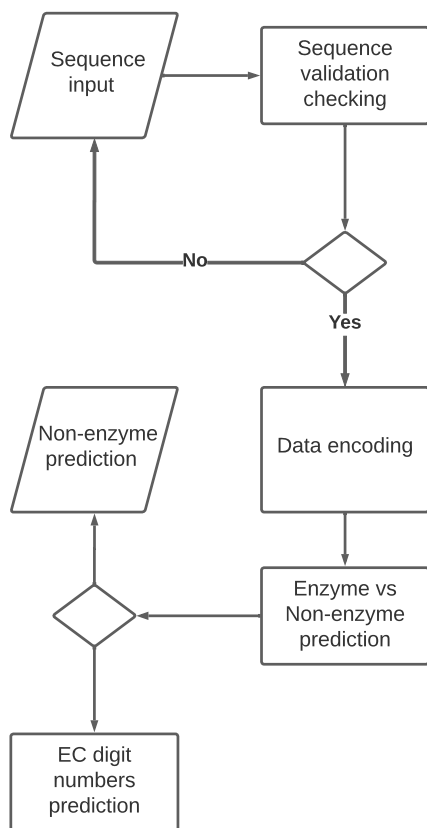 Sequence
input
Sequence
validation
checking
No
Yes
Non-enzyme
prediction
Data encoding
Enzyme vs
Non-enzyme
prediction
EC digit
numbers
prediction